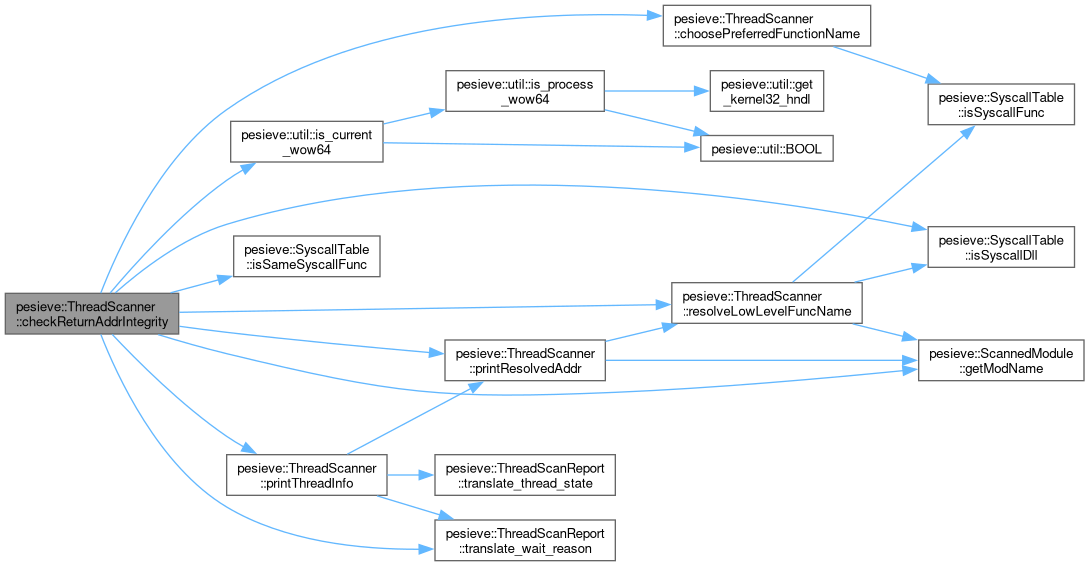 pesieve::ThreadScanner
::choosePreferredFunctionName
pesieve::util::is_process
_wow64
pesieve::util::get
_kernel32_hndl
pesieve::SyscallTable
::isSyscallFunc
pesieve::util::is_current
_wow64
pesieve::util::BOOL
pesieve::SyscallTable
::isSameSyscallFunc
pesieve::SyscallTable
::isSyscallDll
pesieve::ThreadScanner
::checkReturnAddrIntegrity
pesieve::ThreadScanner
::resolveLowLevelFuncName
pesieve::ThreadScanner
::printResolvedAddr
pesieve::ScannedModule
::getModName
pesieve::ThreadScanner
::printThreadInfo
pesieve::ThreadScanReport
::translate_thread_state
pesieve::ThreadScanReport
::translate_wait_reason